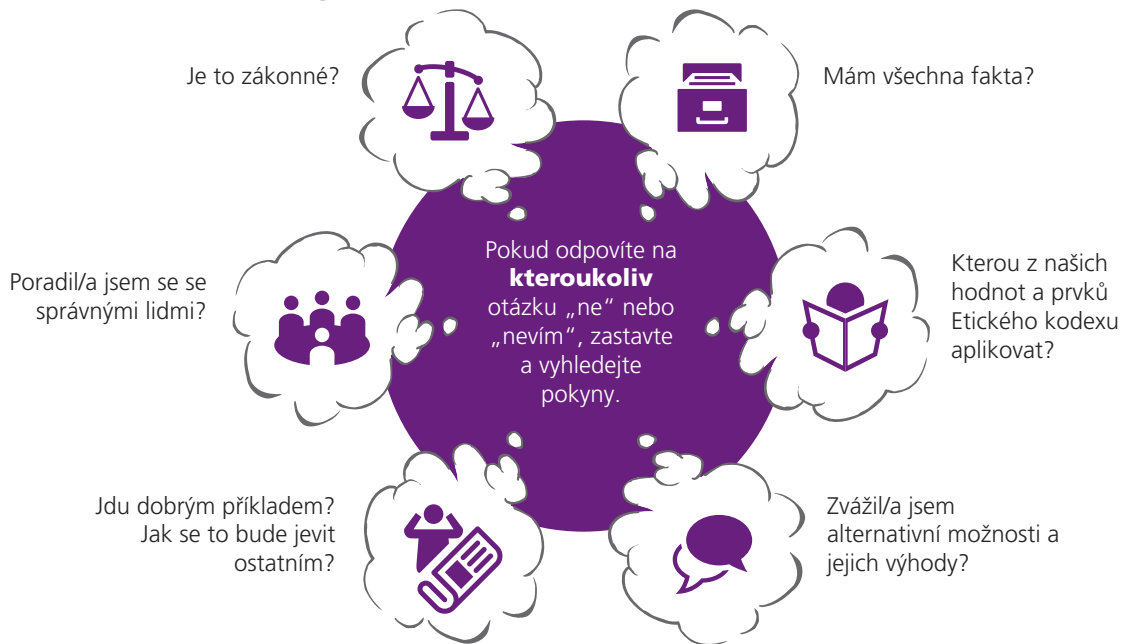 Je to zákonné?
Mám všechna fakta?
Poradil/a jsem se se
správnými lidmi?
Pokud odpovíte na
kteroukoliv
otázku „ne“ nebo
„nevím“, zastavte
a vyhledejte
pokyny.
Kterou z našich
hodnot a prvků
Etického kodexu
aplikovat?
Jdu dobrým příkladem?
Jak se to bude jevit
ostatním?
Zvážil/a jsem
alternativní možnosti a
jejich výhody?